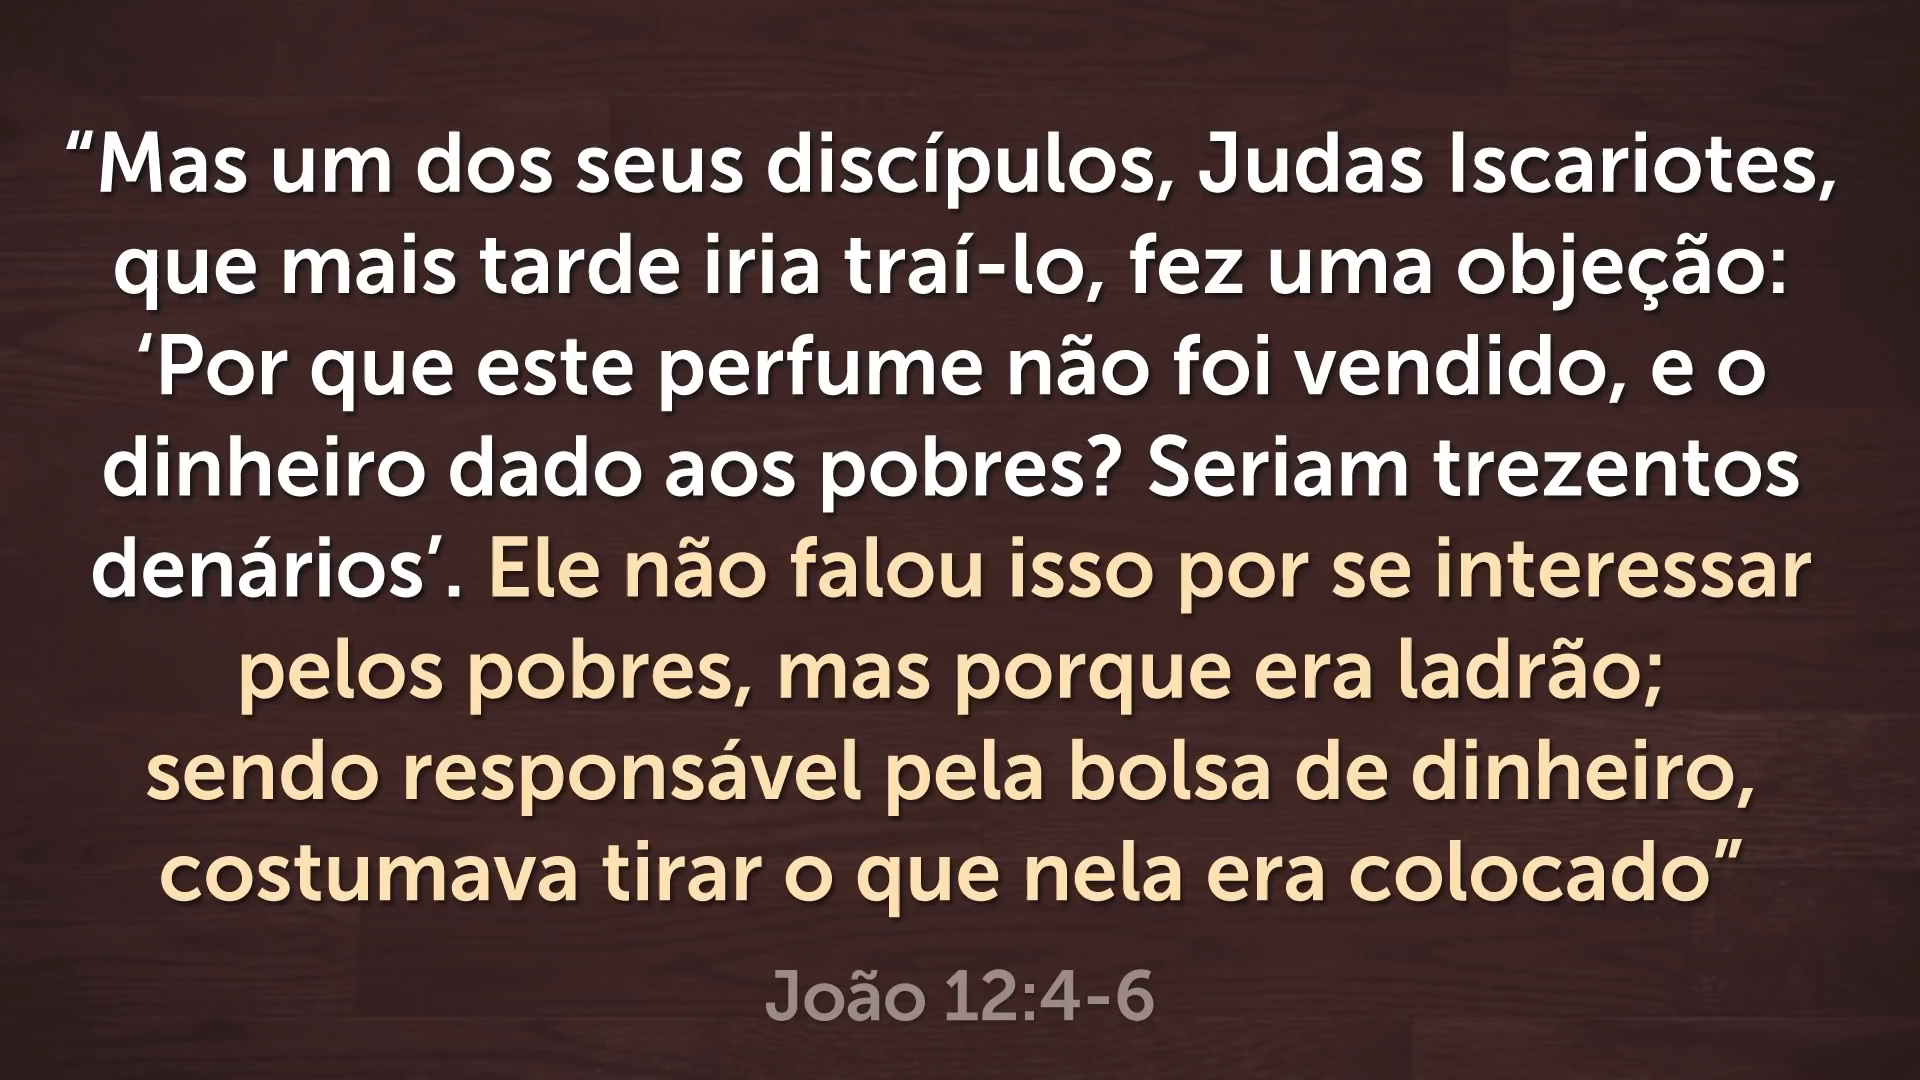 “Mas um dos seus discípulos, Judas Iscariotes,
que mais tarde iria traí-lo, fez uma objeção:
‘Por que este perfume não foi vendido, e o
dinheiro dado aos pobres? Seriam trezentos
denários’. Ele não falou isso por se interessar
pelos pobres, mas porque era ladrão;
sendo responsável pela bolsa de dinheiro,
costumava tirar o que nela era colocado”
João 12:4-6